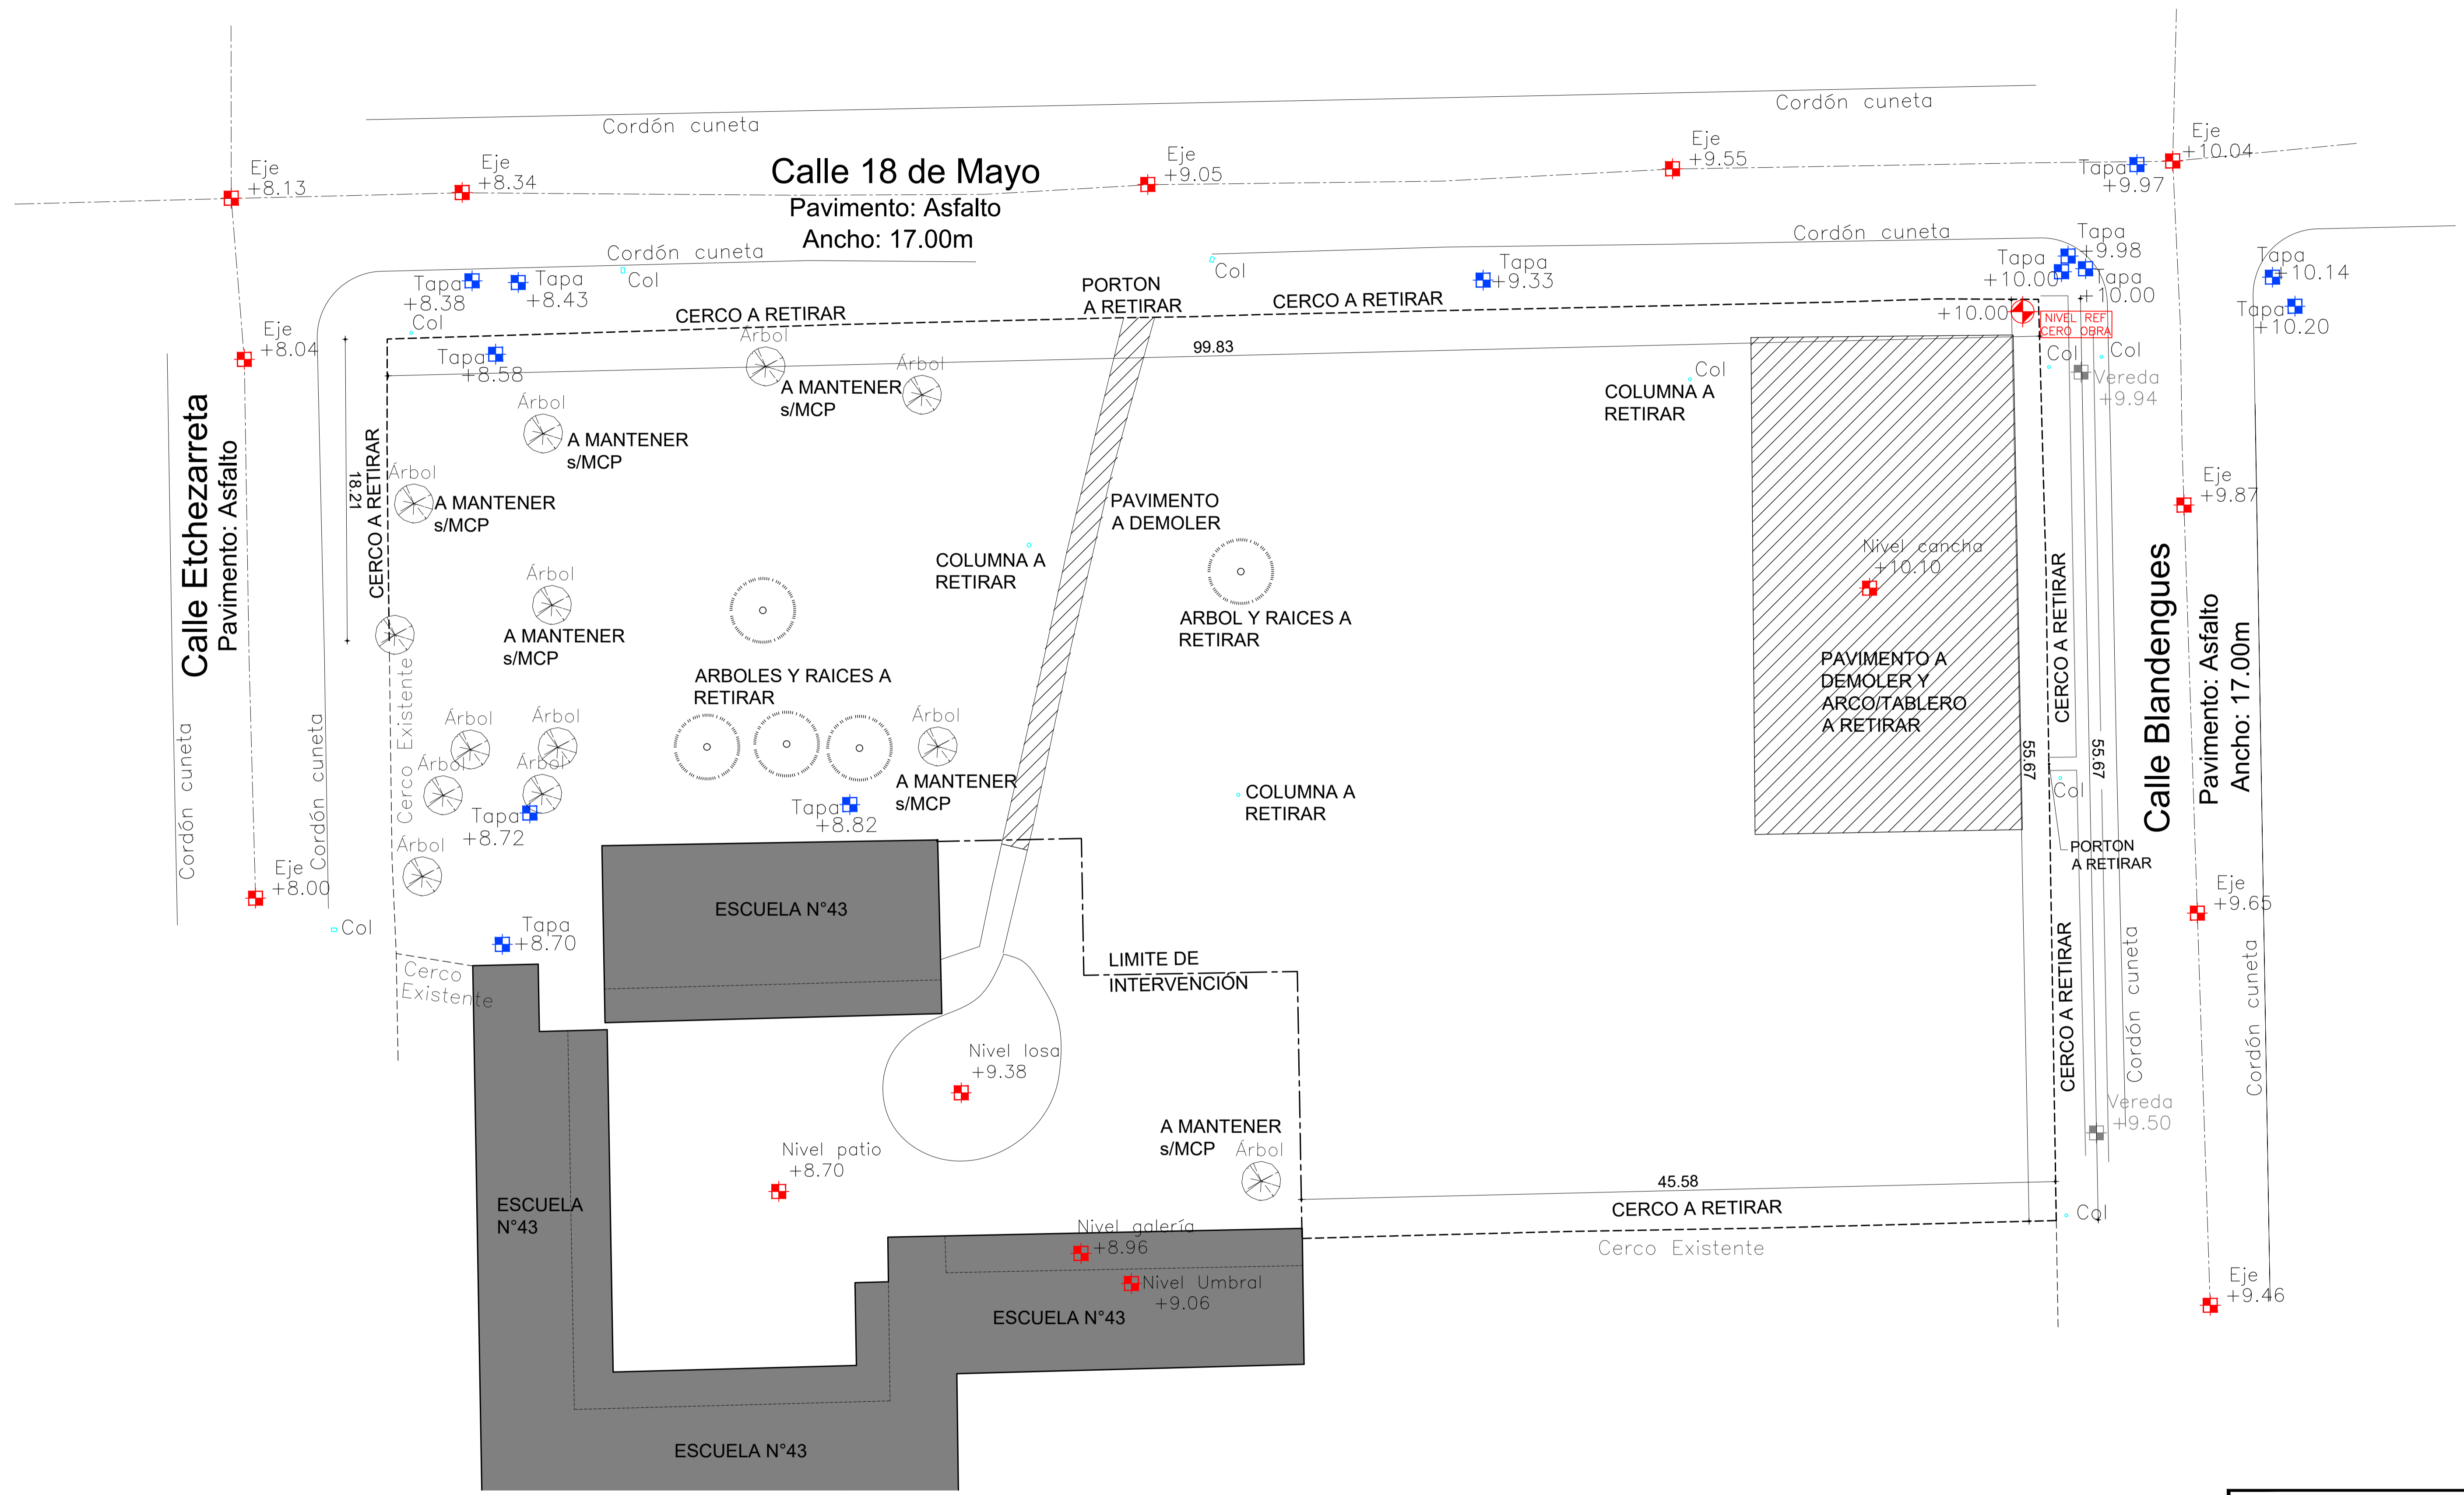 Cordón cuneta
Cordón cuneta
Eje
+8.13
Eje
+8.34
Calle 18 de Mayo
Pavimento: Asfalto
Ancho: 17.00m
Eje
+9.05
Eje
+9.55
Eje
+10.04
Tapa
+9.97
Cordón cuneta
Cordón cuneta
Tapa
+8.38
Tapa
+8.43
Col
PORTON
A RETIRAR
Col
Tapa
+9.33
Tapa
+9.98
Tapa
+10.00
Tapa
+10.00
Tapa
+10.14
Tapa
+10.20
CERCO A RETIRAR
CERCO A RETIRAR
+10.00
NIVEL REF
CERO OBRA
Col
Eje
+8.04
Tapa
+8.58
Árbol
99.83
Árbol
A MANTENER
s/MCP
Col
COLUMNA A
RETIRAR
Col
Col
Vereda
+9.94
Calle Etchezarreta
Pavimento: Asfalto
18.21
CERCO A RETIRAR
Árbol
A MANTENER
s/MCP
Árbol
A MANTENER
s/MCP
PAVIMENTO
A DEMOLER
Eje
+9.87
COLUMNA A
RETIRAR
Nivel cancha
+10.10
Árbol
A MANTENER
s/MCP
ARBOL Y RAICES A
RETIRAR
CERCO A RETIRAR
Calle Blandengues
Pavimento: Asfalto
Ancho: 17.00m
PAVIMENTO A
DEMOLER Y
ARCO/TABLERO
A RETIRAR
ARBOLES Y RAICES A
RETIRAR
Cerco Existente
Cordón cuneta
Cordón cuneta
Árbol
Árbol
Árbol
Árbol
Árbol
A MANTENER
s/MCP
55.67
55.67
Tapa
+8.72
Tapa
+8.82
COLUMNA A
RETIRAR
Col
PORTON
A RETIRAR
Árbol
Eje
+8.00
Col
Tapa
+8.70
ESCUELA N°43
Eje
+9.65
Cerco
Existente
LIMITE DE
INTERVENCIÓN
CERCO A RETIRAR
Cordón cuneta
Cordón cuneta
Nivel losa
+9.38
Vereda
+9.50
A MANTENER
s/MCP
Árbol
Nivel patio
+8.70
45.58
CERCO A RETIRAR
Col
ESCUELA
N°43
Nivel galería
+8.96
Cerco Existente
Nivel Umbral
+9.06
Eje
+9.46
ESCUELA N°43
ESCUELA N°43